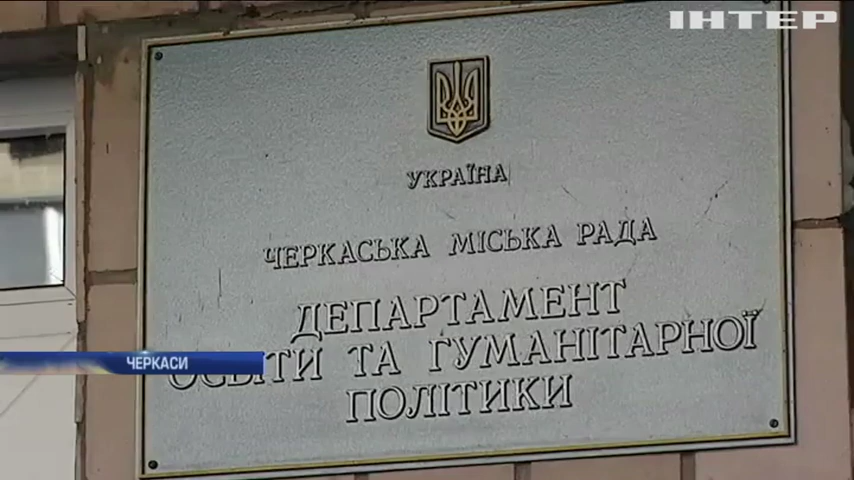 ІНТЕР
УКРАЇНА
ЧЕРКАСЬКА МІСЬКА РАДА
ДЕПАРТАМЕНТ
ОСВІТИ ТА ГУМАНІТАРНОЇ
ПОЛІТИКИ
ЧЕРКАСИ